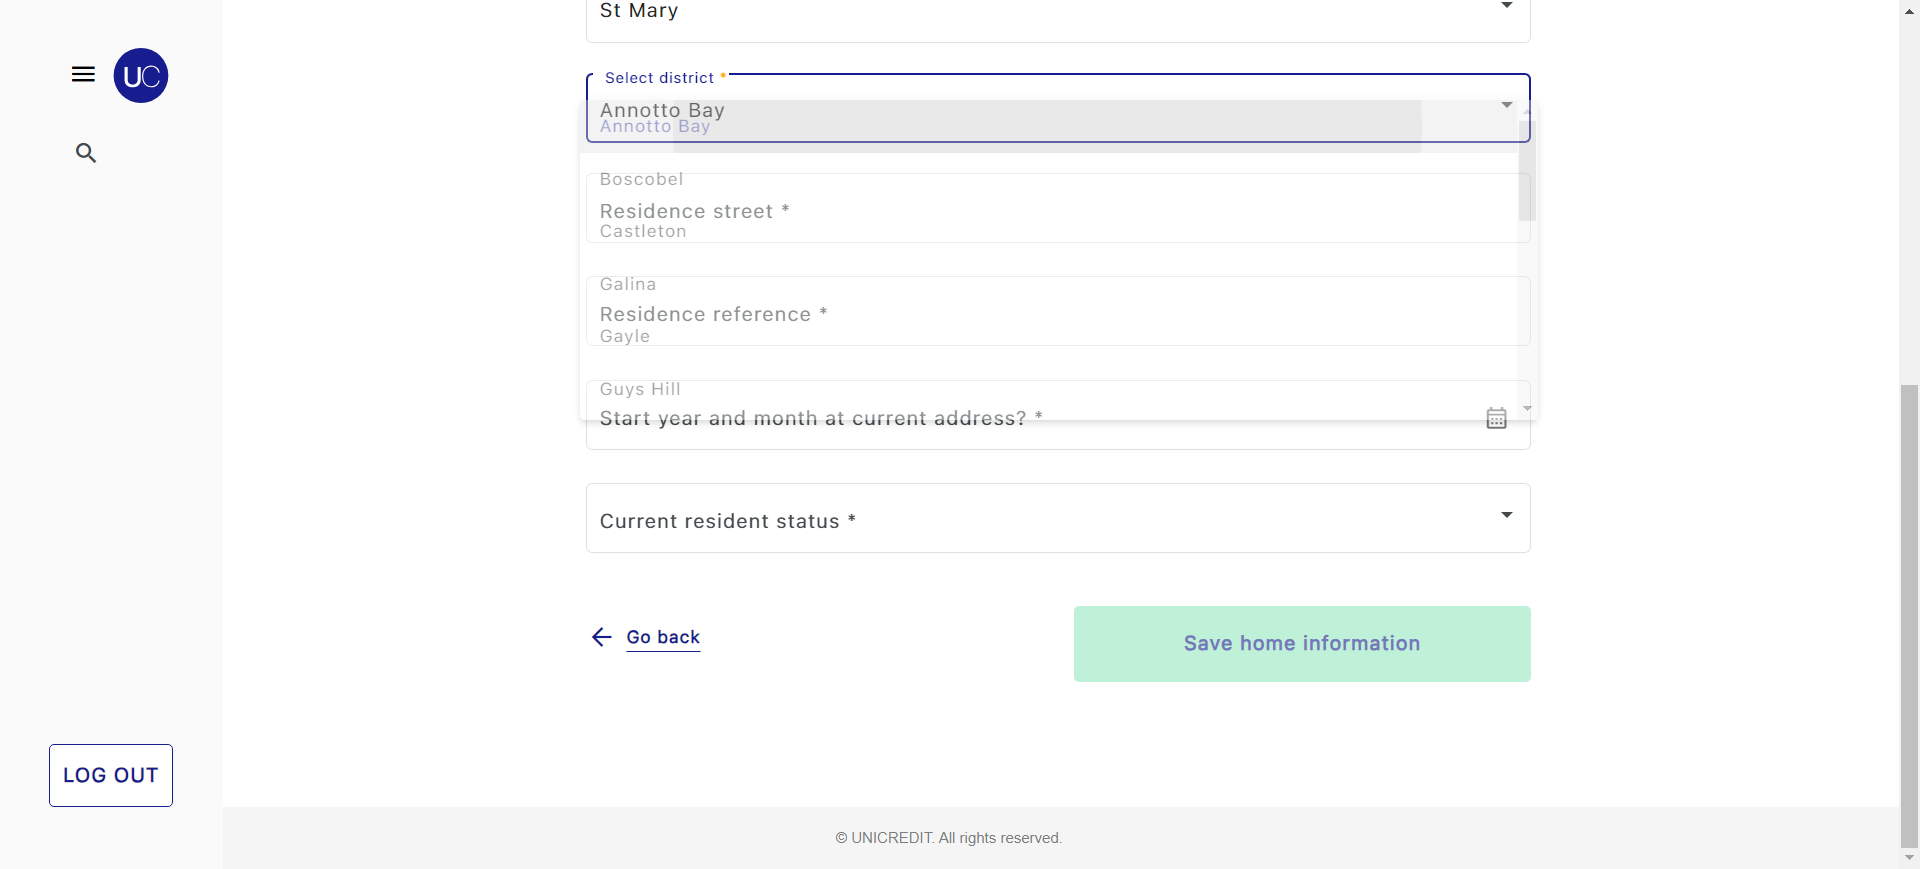 St Mary
UC
Select district *
Annotto Bay
Annotto Bay
Boscobel
Residence street *
Castleton
Galina
Residence reference *
Gayle
Guys Hill
Start year and month at current address? *
Current resident status *
Go back
Save home information
LOG OUT
© UNICREDIT. All rights reserved.